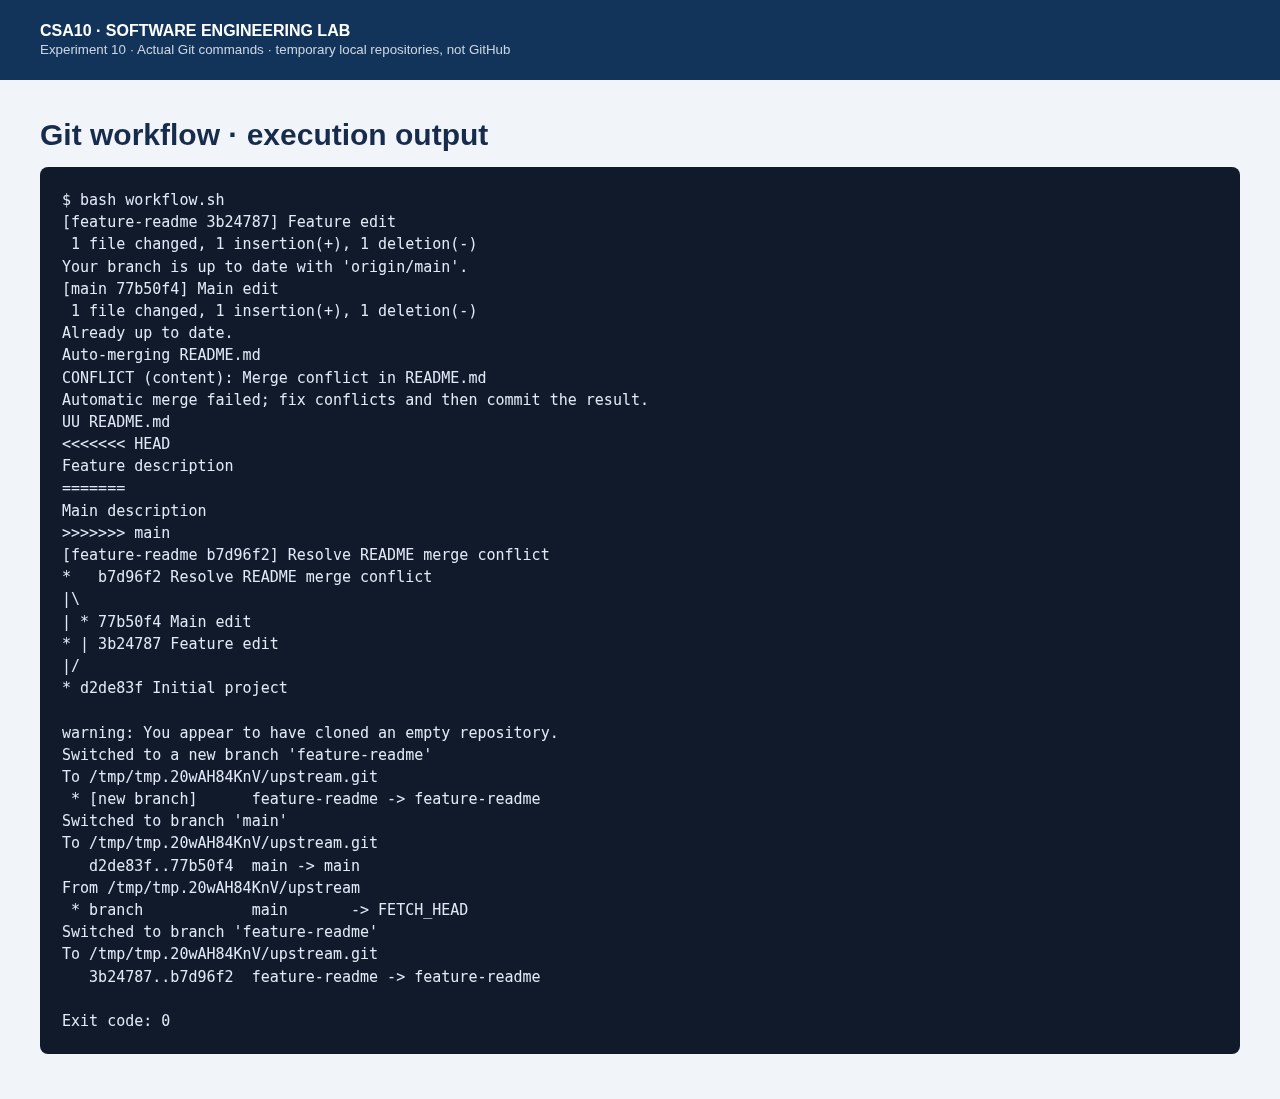 CSA10 · SOFTWARE ENGINEERING LAB
Experiment 10 · Actual Git commands · temporary local repositories, not GitHub
Git workflow · execution output
$ bash workflow.sh
[feature-readme 3b24787] Feature edit
 1 file changed, 1 insertion(+), 1 deletion(-)
Your branch is up to date with 'origin/main'.
[main 77b50f4] Main edit
 1 file changed, 1 insertion(+), 1 deletion(-)
Already up to date.
Auto-merging README.md
CONFLICT (content): Merge conflict in README.md
Automatic merge failed; fix conflicts and then commit the result.
UU README.md
<<<<<<< HEAD
Feature description
=======
Main description
>>>>>>> main
[feature-readme b7d96f2] Resolve README merge conflict
*   b7d96f2 Resolve README merge conflict
|\
| * 77b50f4 Main edit
* | 3b24787 Feature edit
|/
* d2de83f Initial project

warning: You appear to have cloned an empty repository.
Switched to a new branch 'feature-readme'
To /tmp/tmp.20wAH84KnV/upstream.git
 * [new branch]      feature-readme -> feature-readme
Switched to branch 'main'
To /tmp/tmp.20wAH84KnV/upstream.git
   d2de83f..77b50f4  main -> main
From /tmp/tmp.20wAH84KnV/upstream
 * branch            main       -> FETCH_HEAD
Switched to branch 'feature-readme'
To /tmp/tmp.20wAH84KnV/upstream.git
   3b24787..b7d96f2  feature-readme -> feature-readme

Exit code: 0